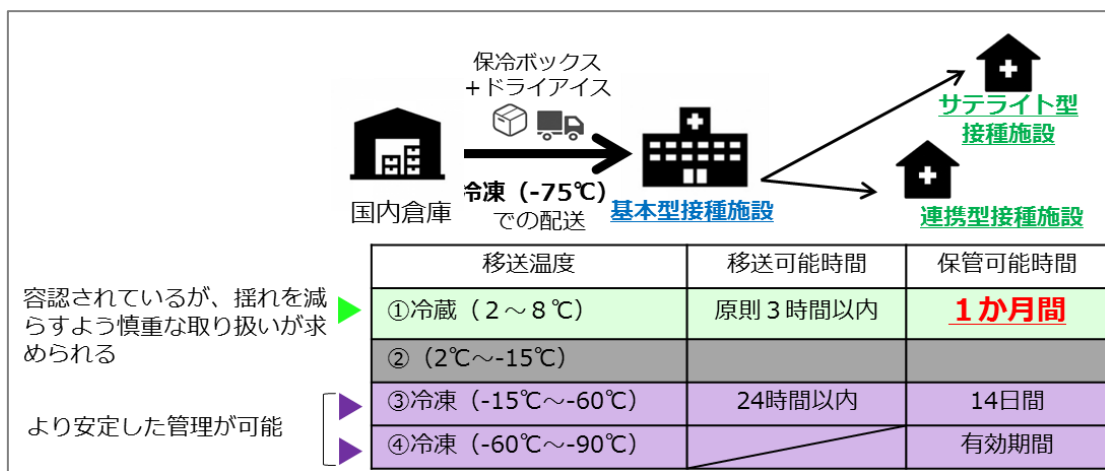 保冷ボックス
＋ドライアイス
サテライト型
接種施設
冷凍（-75℃）
での配送
国内倉庫
基本型接種施設
連携型接種施設
移送温度 移送可能時間 保管可能時間
容認されているが、揺れを減
らすよう慎重な取り扱いが求
められる
①冷蔵（2～8℃） 原則３時間以内 １か月間
②（2℃～-15℃）
より安定した管理が可能
③冷凍（-15℃～-60℃） 24時間以内 14日間
④冷凍（-60℃～-90℃） 有効期間